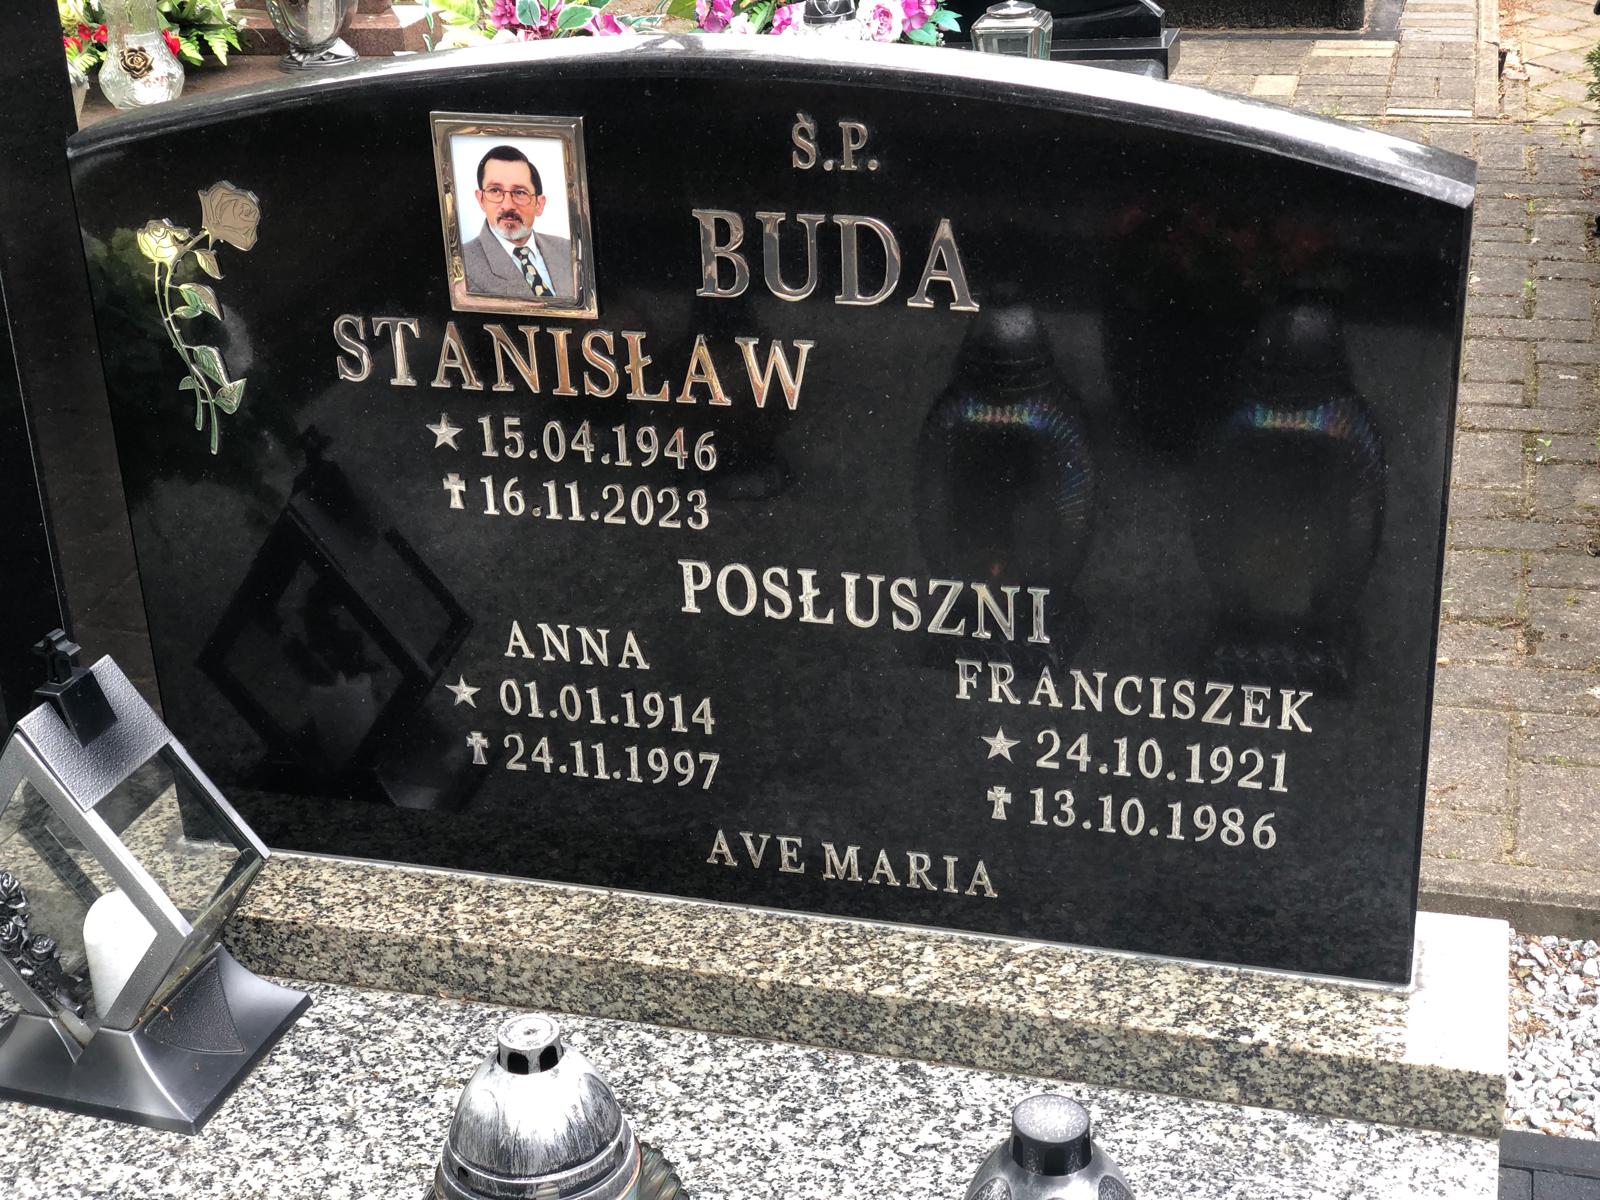 Ś.P.
BUDA
STANISŁAW
15.04.1946
16.11.2023
POSŁUSZNI
ANNA
01.01.1914
24.11.1997
FRANCISZEK
24.10.1921
13.10.1986
AVE MARIA